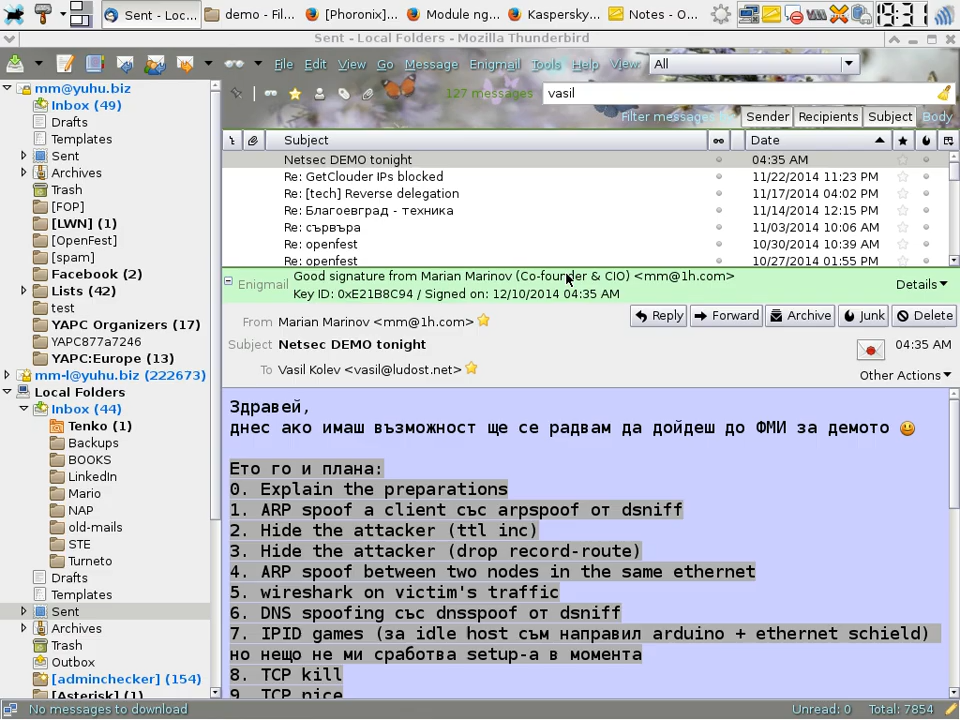 Sent - Loc...
demo - Fil...
[Phoronix]...
Module ng...
Kaspersky...
Notes - O...
19:31
Sent - Local Folders - Mozilla Thunderbird
File Edit View Go Message Enigmail Tools Help View: All
127 messages
vasil
Filter messages
Sender Recipients Subject Body
Subject Date
Netsec DEMO tonight 04:35 AM
Re: GetClouder IPs blocked 11/22/2014 11:23 PM
Re: [tech] Reverse delegation 11/17/2014 04:02 PM
Re: Благоевград - техника 11/14/2014 12:15 PM
Re: сървъра 11/03/2014 10:06 AM
Re: openfest 10/30/2014 10:39 AM
Re: openfest 10/27/2014 01:55 PM
mm@yuhu.biz
Inbox (49)
Drafts
Templates
Sent
Archives
Trash
[FOP]
[LWN] (1)
[OpenFest]
[spam]
Facebook (2)
Lists (42)
test
YAPC Organizers (17)
YAPC877a7246
YAPC:Europe (13)
mm-l@yuhu.biz (222673)
Local Folders
Inbox (44)
Tenko (1)
Backups
BOOKS
LinkedIn
Mario
NAP
old-mails
STE
Turneto
Drafts
Templates
Sent
Archives
Trash
Outbox
[adminchecker] (154)
[Asterisk] (1)
Enigmail
Good signature from Marian Marinov (Co-founder & CIO) <mm@1h.com>
Key ID: 0xE21B8C94 / Signed on: 12/10/2014 04:35 AM
Details
From Marian Marinov <mm@1h.com>
Reply Forward Archive Junk Delete
Subject Netsec DEMO tonight 04:35 AM
To Vasil Kolev <vasil@ludost.net>
Other Actions
Здравей,
днес ако имаш възможност ще се радвам да дойдеш до ФМИ за демото
Ето го и плана:
0. Explain the preparations
1. ARP spoof a client със arpspoof от dsniff
2. Hide the attacker (ttl inc)
3. Hide the attacker (drop record-route)
4. ARP spoof between two nodes in the same ethernet
5. wireshark on victim's traffic
6. DNS spoofing със dnsspoof от dsniff
7. IPID games (за idle host съм направил arduino + ethernet schield)
но нещо не ми сработва setup-а в момента
8. TCP kill
9. TCP nice
No messages to download
Unread: 0 Total: 7854